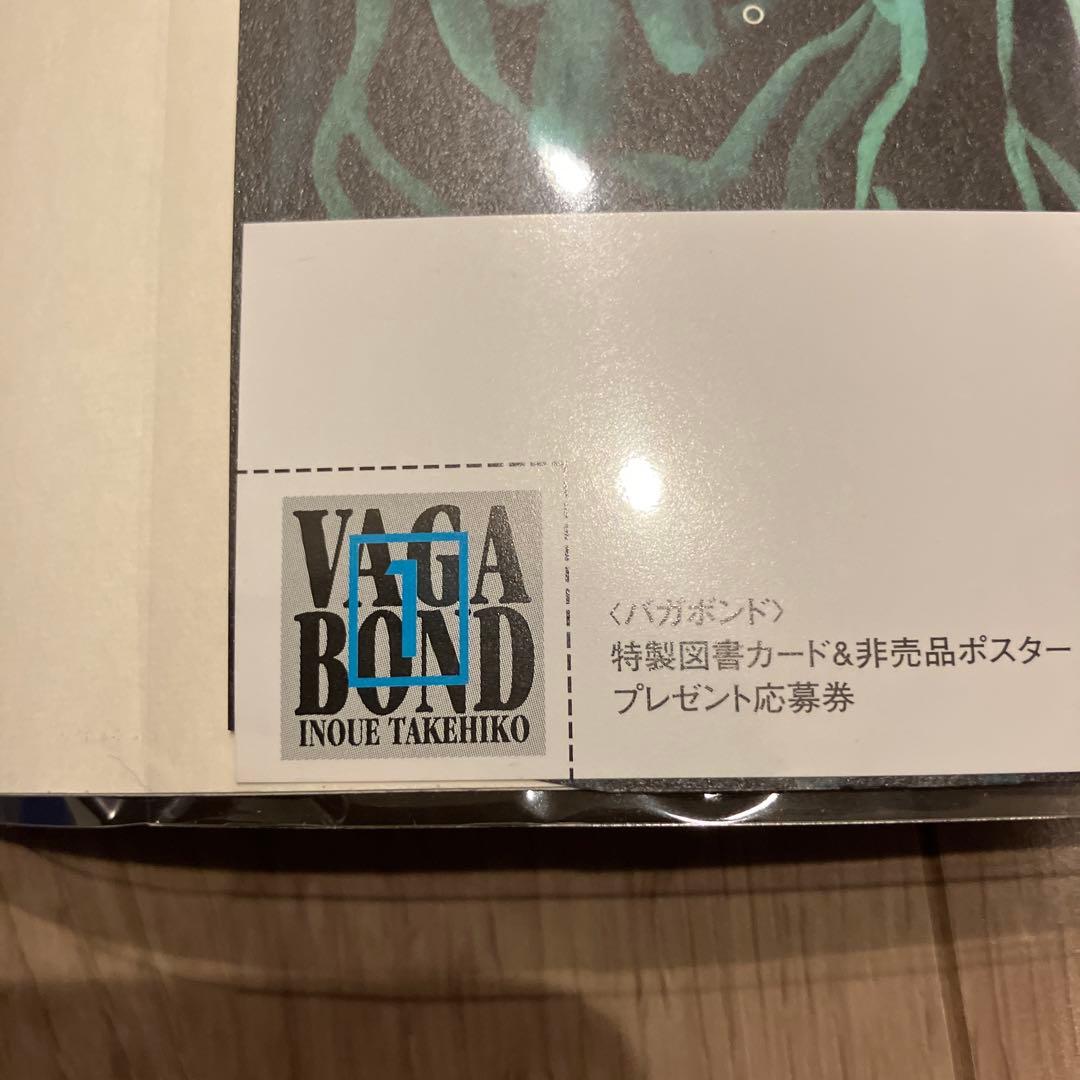 VAGA
BOND
1
INOUE TAKEHIKO
〈バガボンド〉
特製図書カード&非売品ポスター
プレゼント応募券